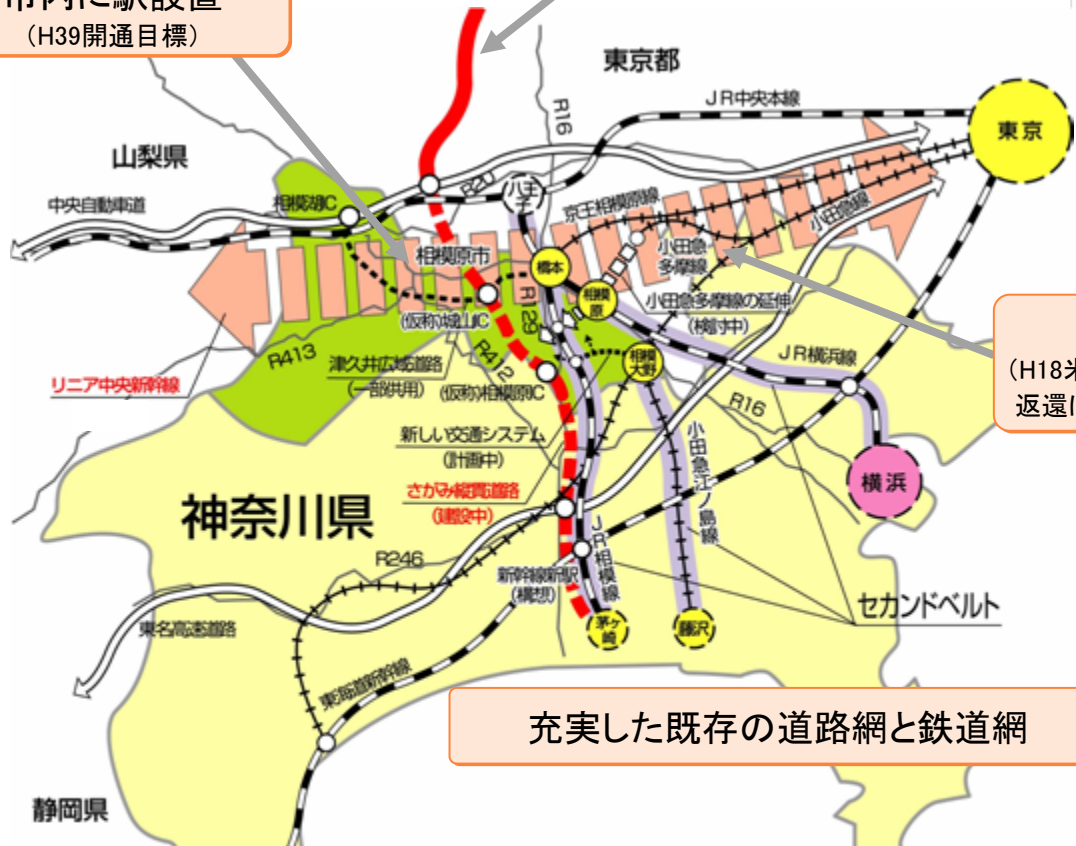 市内に駅設置
(H39開通目標)
東京都
R16
JR中央本線
東京
山梨県
中央自動車道
相模湖IC
R20
八王子
京王相模原線
小田急線
相模原市
橋本
小田急
多摩線
相模原
小田急多摩線の延伸
(検討中)
(仮称)城山IC
R129
R413
津久井広域道路
(一部供用)
R412
(仮称)相模原IC
相模大野
JR横浜線
(H18米
返還に
リニア中央新幹線
R16
新しい交通システム
(計画中)
小田急江ノ島線
横浜
さがみ縦貫道路
(建設中)
神奈川県
R246
新幹線新駅
(構想)
JR相模線
セカンドベルト
東名高速道路
茅ヶ崎
藤沢
東海道新幹線
充実した既存の道路網と鉄道網
静岡県